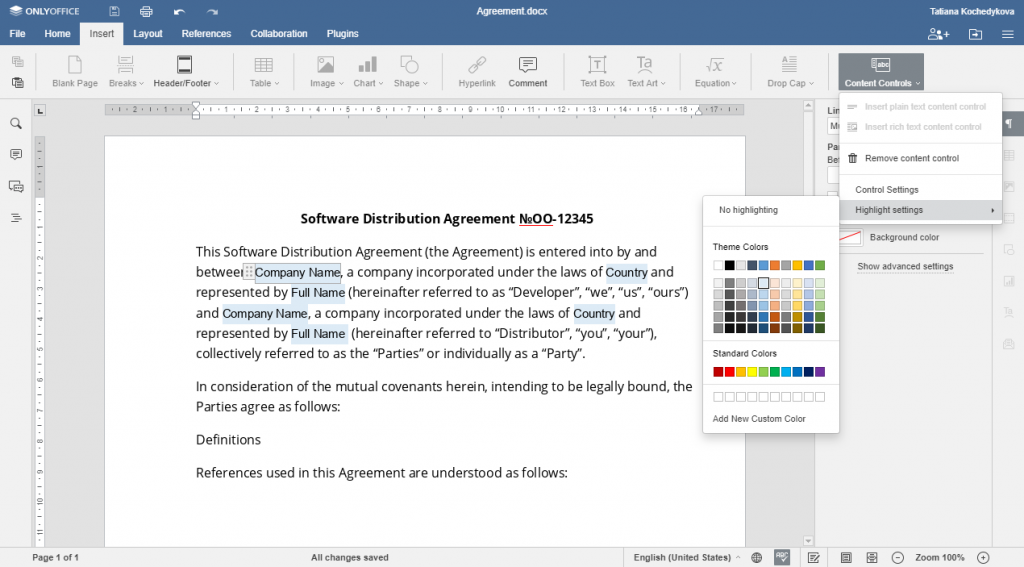 ONLYOFFICE
Agreement.docx
Tatiana Kochedykova
File Home Insert Layout References Collaboration Plugins
Blank Page Breaks Header/Footer Table Image Chart Shape Hyperlink Comment Text Box Text Art Equation Drop Cap Content Controls
Insert plain text content control
Insert rich text content control
Remove content control
Control Settings
Highlight settings
Background color
Show advanced settings
No highlighting
Theme Colors
Standard Colors
Add New Custom Color
Software Distribution Agreement №OO-12345
This Software Distribution Agreement (the Agreement) is entered into by and
between Company Name, a company incorporated under the laws of Country and
represented by Full Name (hereinafter referred to as “Developer”, “we”, “us”, “ours”)
and Company Name, a company incorporated under the laws of Country and
represented by Full Name (hereinafter referred to “Distributor”, “you”, “your”),
collectively referred to as the “Parties” or individually as a “Party”.
In consideration of the mutual covenants herein, intending to be legally bound, the
Parties agree as follows:
Definitions
References used in this Agreement are understood as follows:
Page 1 of 1
All changes saved
English (United States)
Zoom 100%